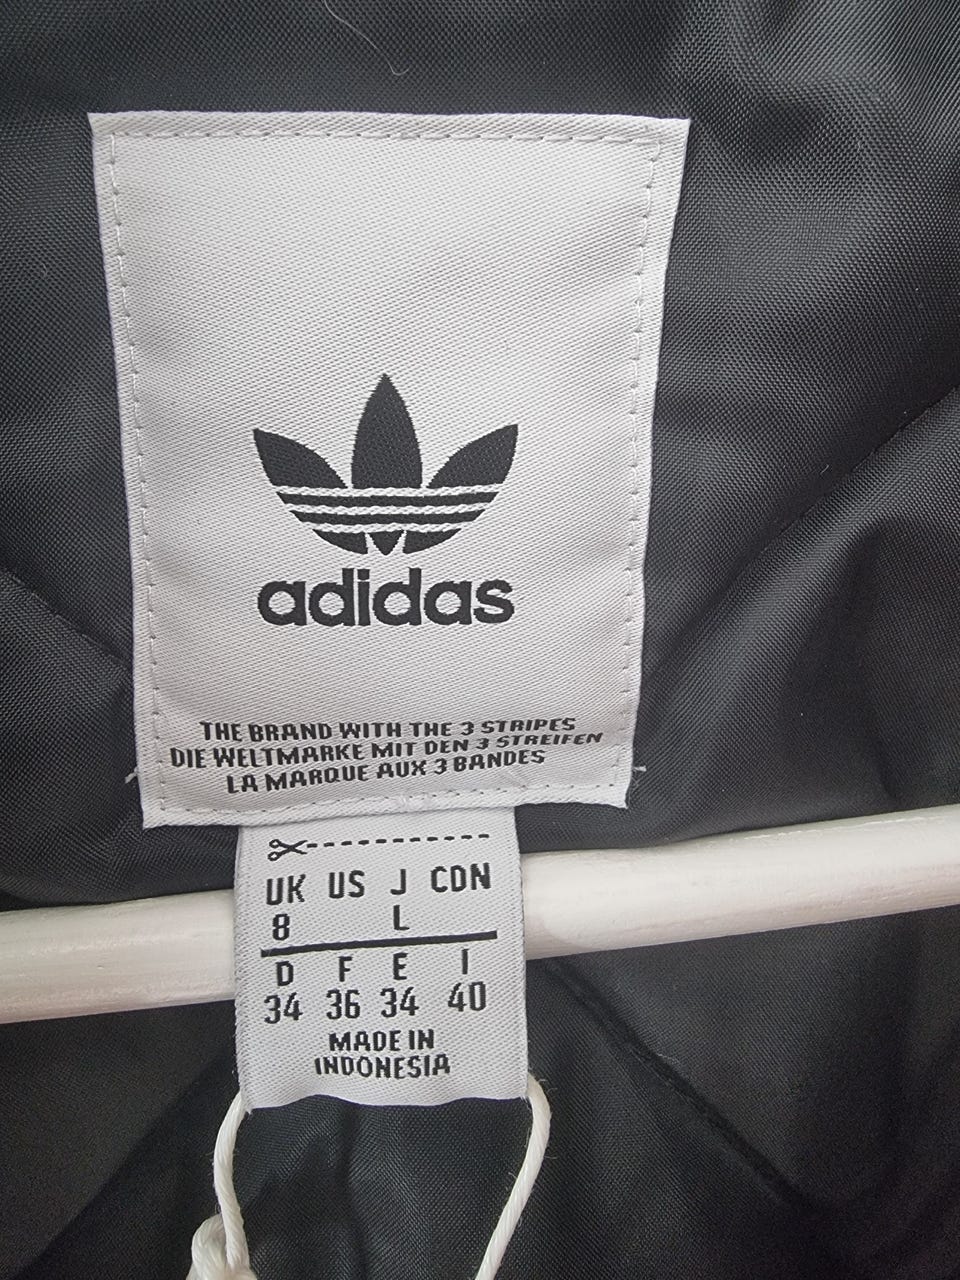 adidas
THE BRAND WITH THE 3 STRIPES
DIE WELTMARKE MIT DEN 3 STREIFEN
LA MARQUE AUX 3 BANDES
UK US J CDN
8 L
D F E I
34 36 34 40
MADE IN
INDONESIA